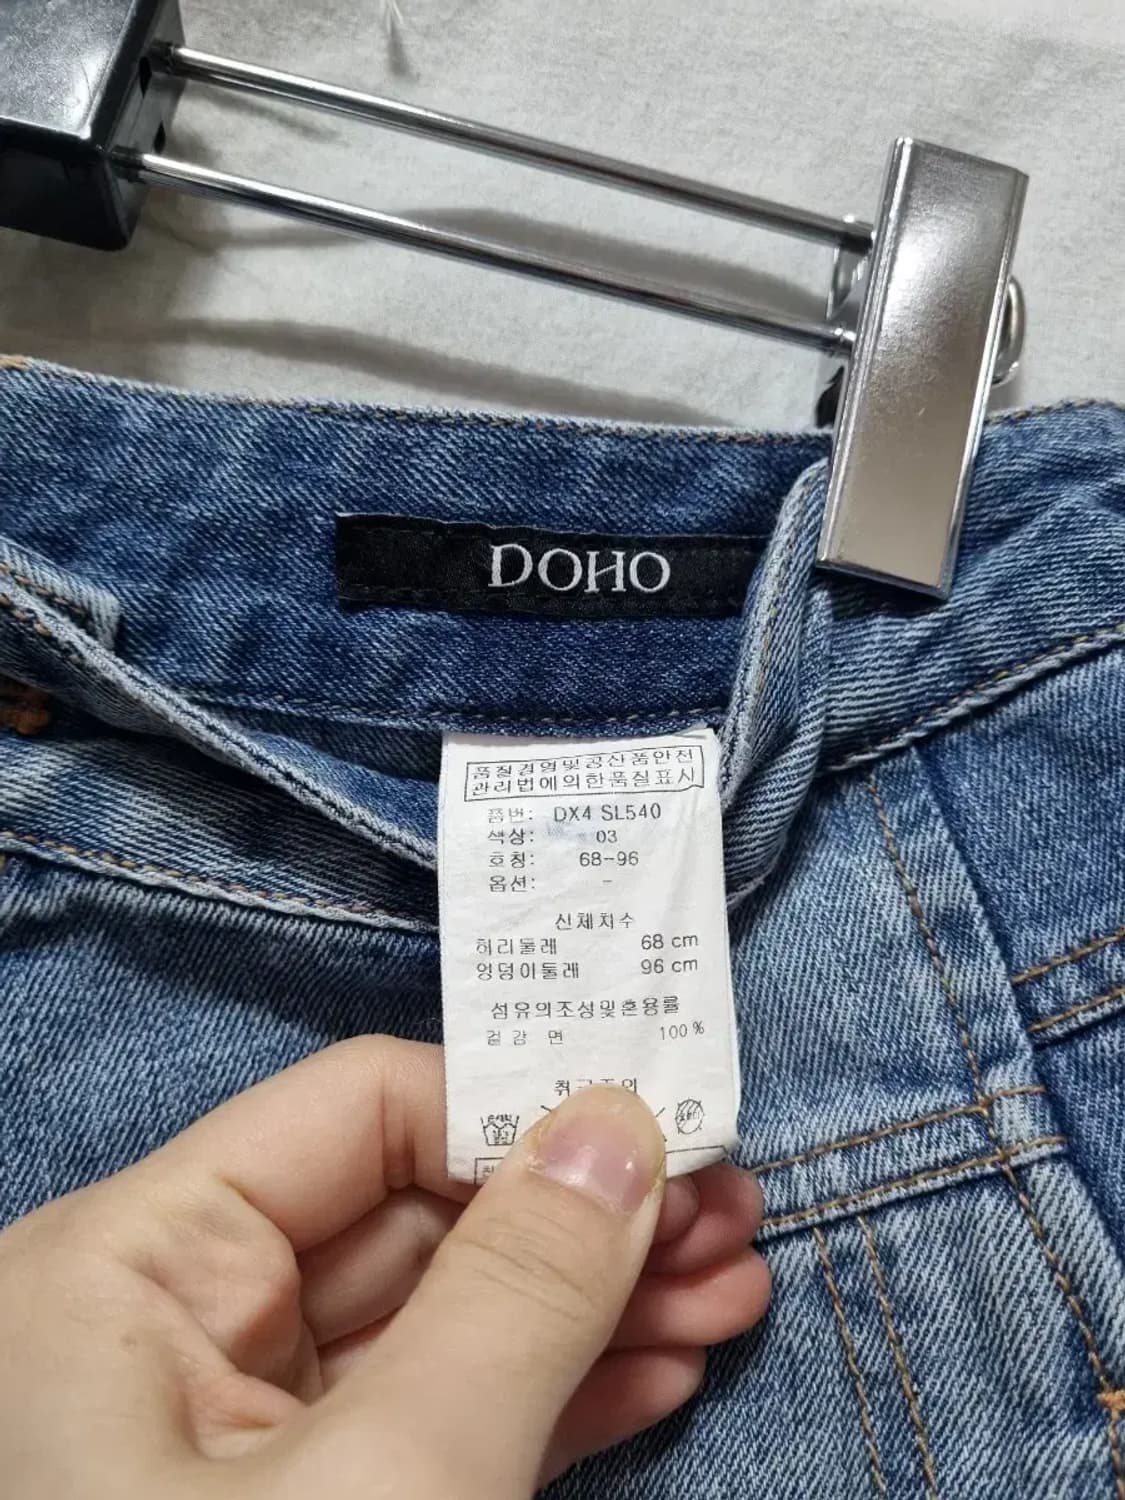 DOHO
품질경영및공산품안전
관리법에의한품질표시
품번: DX4 SL540
색상: 03
호칭: 68-96
옵션: -
신체치수
허리둘레 68 cm
엉덩이둘레 96 cm
섬유의조성및혼용률
겉감 면 100 %